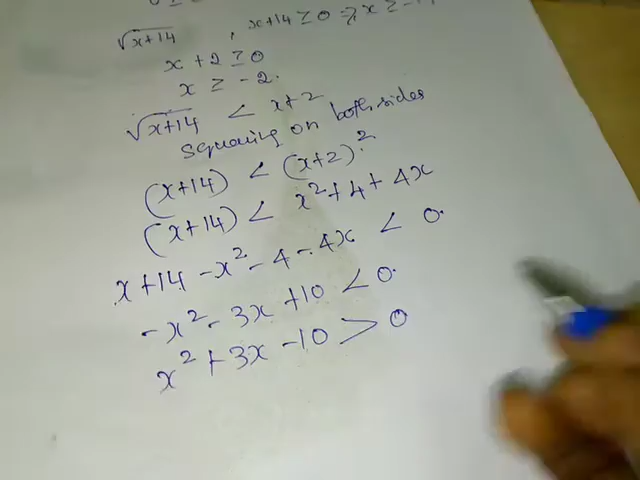 √x+14 , x+14 ≥ 0 ⇒ x ≥ -14
x + 2 ≥ 0
x ≥ -2.
√x+14 < x+2
squaring on both sides
(x+14) < (x+2)²
(x+14) < x²+4+4x
x+14 -x²-4-4x < 0.
-x²-3x+10 < 0.
x²+3x-10 > 0